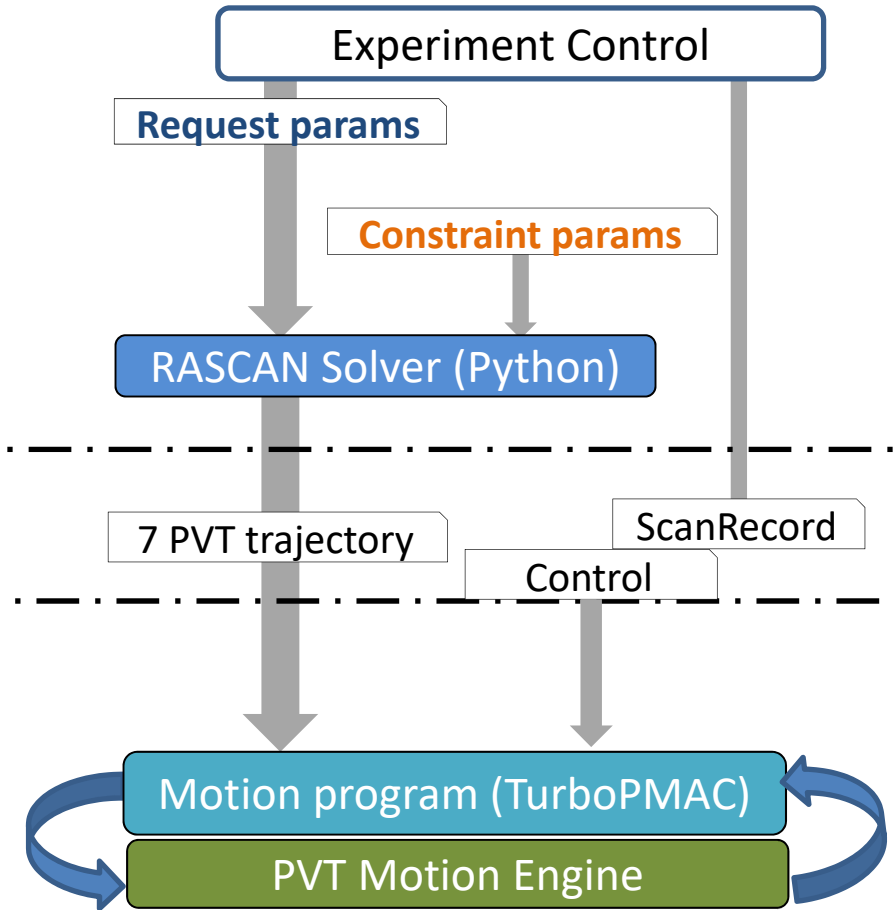 Experiment Control
Request params
Constraint params
RASCAN Solver (Python)
7 PVT trajectory
ScanRecord
Control
Motion program (TurboPMAC)
PVT Motion Engine